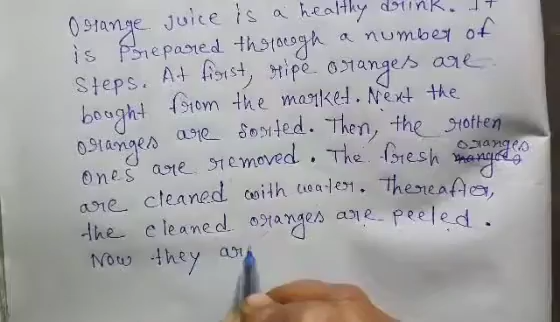 Orange juice is a healthy drink. It
is prepared through a number of
steps. At first, ripe oranges are
bought from the market. Next the
oranges are sorted. Then, the rotten
ones are removed. The fresh oranges
are cleaned with water. Thereafter,
the cleaned oranges are peeled.
Now they ar